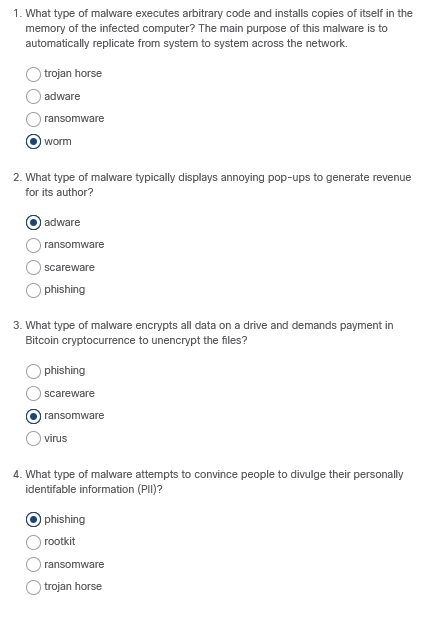 1. What type of malware executes arbitrary code and installs copies of itself in the
memory of the infected computer? The main purpose of this malware is to
automatically replicate from system to system across the network.
trojan horse
adware
ransomware
worm
2. What type of malware typically displays annoying pop-ups to generate revenue
for its author?
adware
ransomware
scareware
phishing
3. What type of malware encrypts all data on a drive and demands payment in
Bitcoin cryptocurrence to unencrypt the files?
phishing
scareware
ransomware
virus
4. What type of malware attempts to convince people to divulge their personally
identifable information (PII)?
phishing
rootkit
ransomware
trojan horse